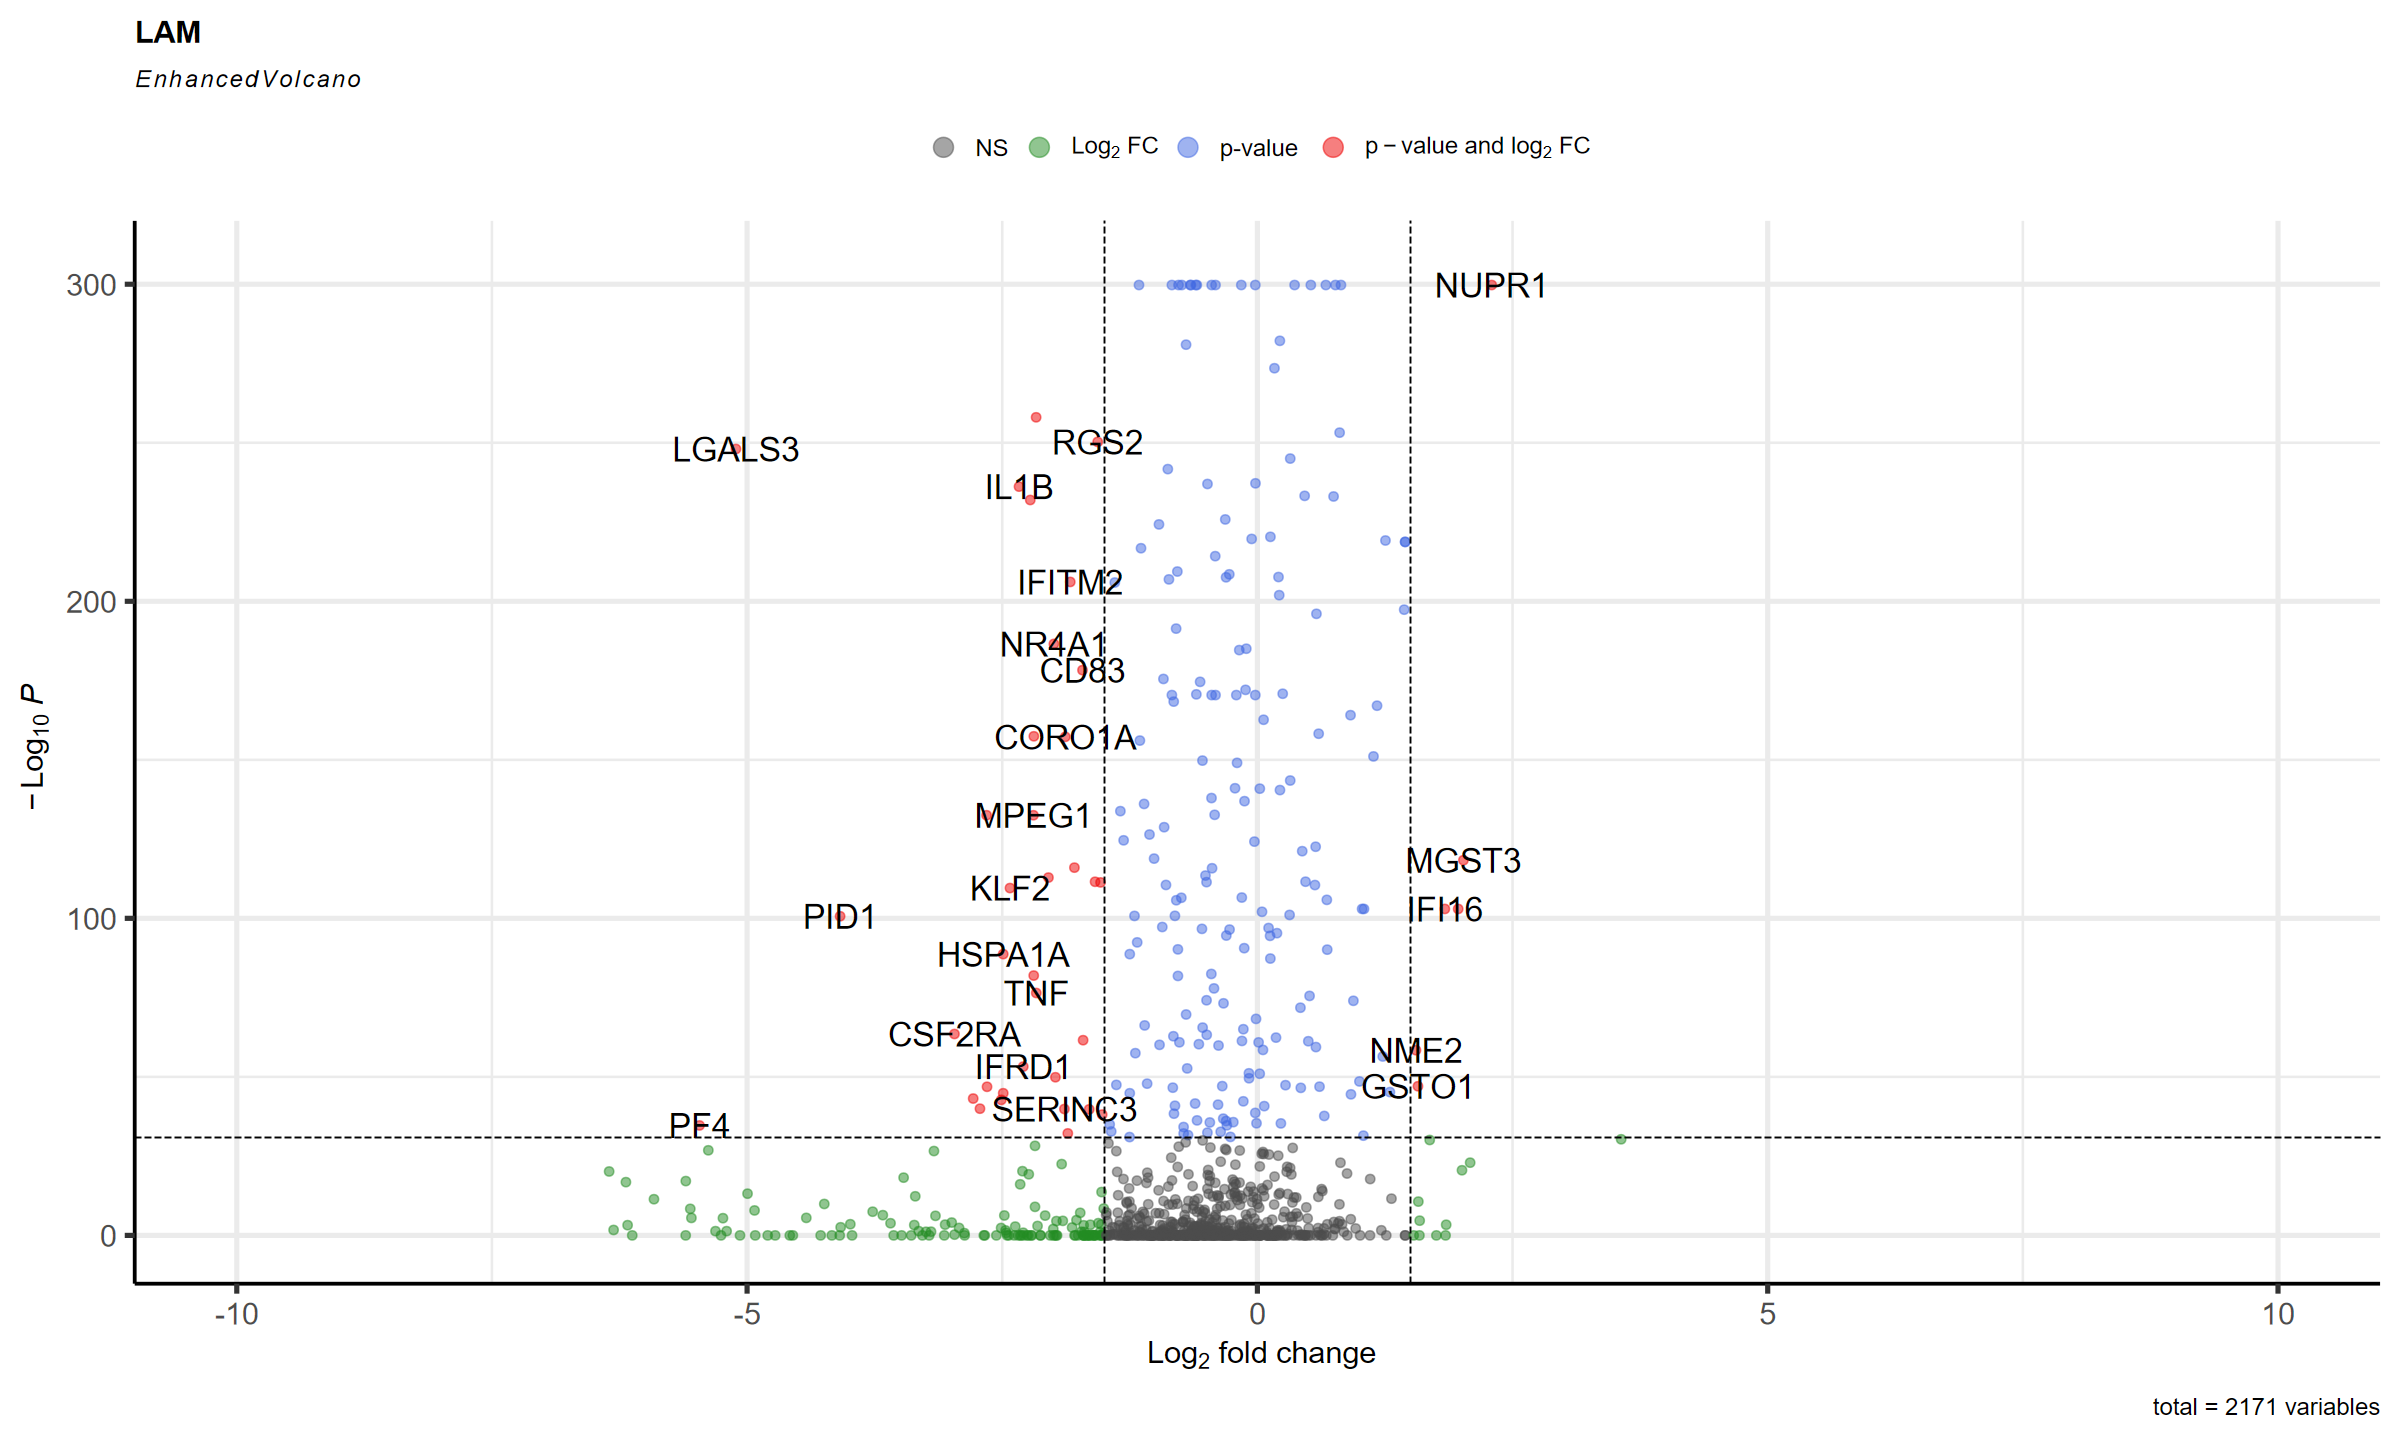 LAM
EnhancedVolcano
NS Log₂ FC p-value p − value and log₂ FC
300
NUPR1
LGALS3
RGS2
IL1B
200
IFITM2
NR4A1
CD83
CORO1A
MPEG1
MGST3
KLF2
IFI16
100
PID1
HSPA1A
TNF
CSF2RA
NME2
IFRD1
GSTO1
SERINC3
PF4
0
−Log₁₀ P
-10 -5 0 5 10
Log₂ fold change
total = 2171 variables